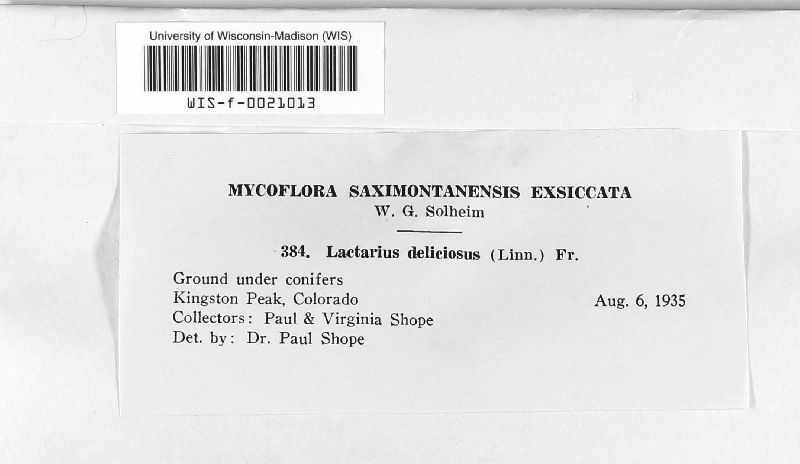 University of Wisconsin-Madison (WIS)
WIS-f-0021013
MYCOFLORA SAXIMONTANENSIS EXSICCATA
W. G. Solheim
384. Lactarius deliciosus (Linn.) Fr.
Ground under conifers
Kingston Peak, Colorado Aug. 6, 1935
Collectors: Paul & Virginia Shope
Det. by: Dr. Paul Shope